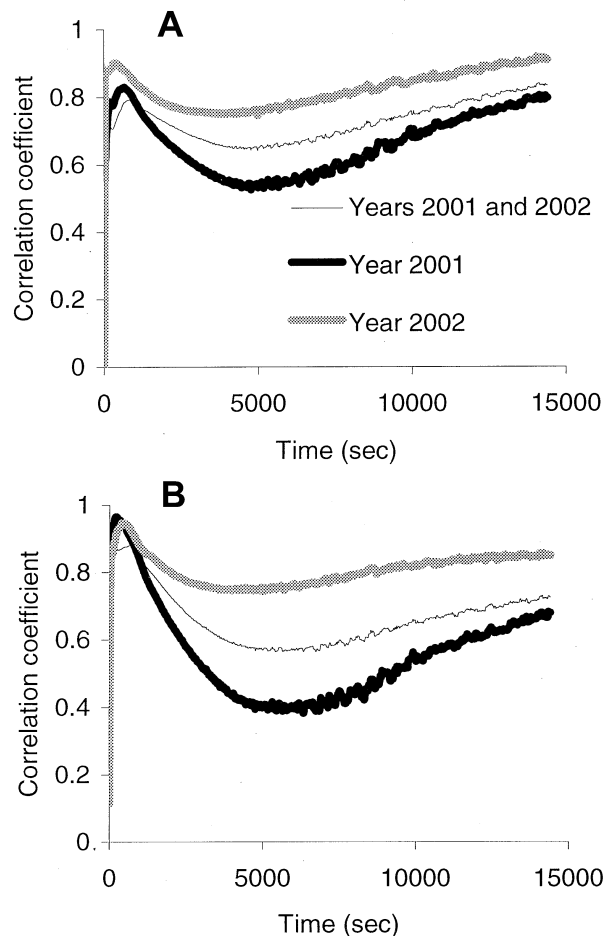 A
1
0.8
0.6
0.4
0.2
0
Correlation coefficient
Years 2001 and 2002
Year 2001
Year 2002
0 5000 10000 15000
Time (sec)
B
1
0.8
0.6
0.4
0.2
0.
Correlation coefficient
0 5000 10000 15000
Time (sec)